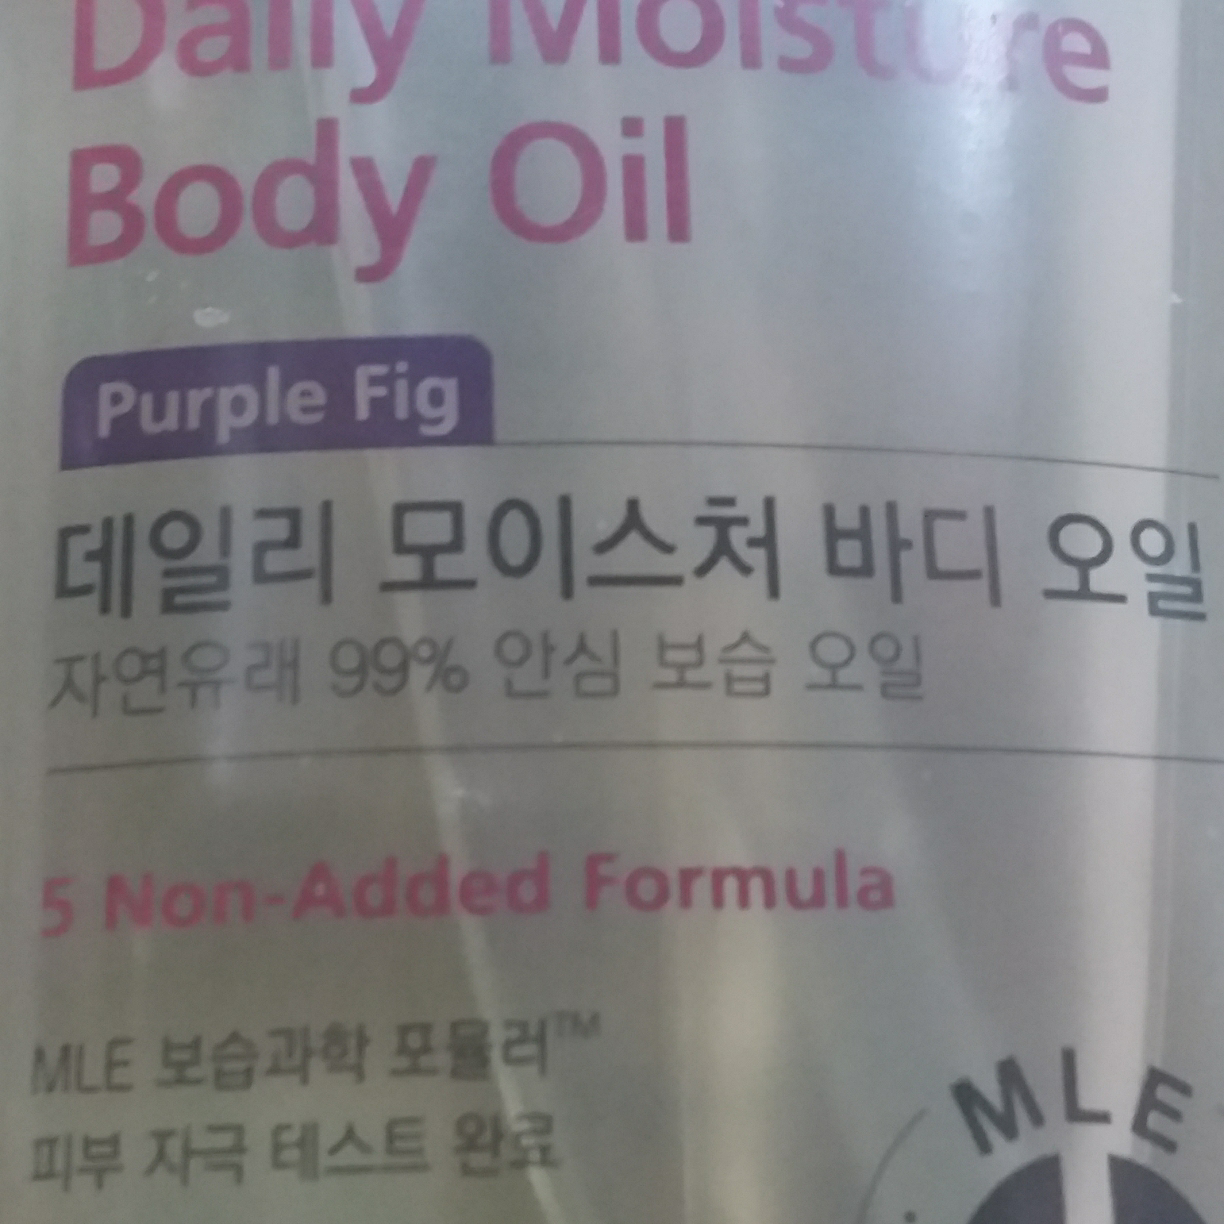 Daily Moisture
Body Oil
Purple Fig
데일리 모이스처 바디 오일
자연유래 99% 안심 보습 오일
5 Non-Added Formula
MLE 보습과학 포뮬러™
피부 자극 테스트 완료
MLE